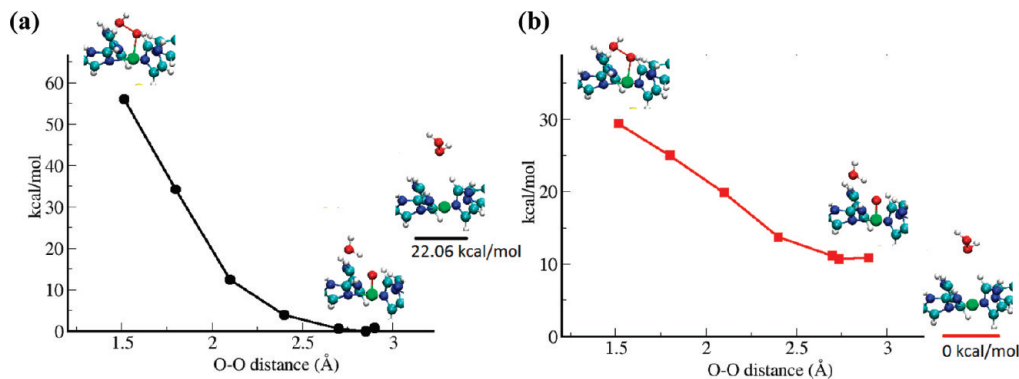 (a)
60
50
40
30
20
10
0
kcal/mol
1.5 2 2.5 3
O-O distance (Å)
22.06 kcal/mol
(b)
30
20
10
0
kcal/mol
1.5 2 2.5 3
O-O distance (Å)
0 kcal/mol